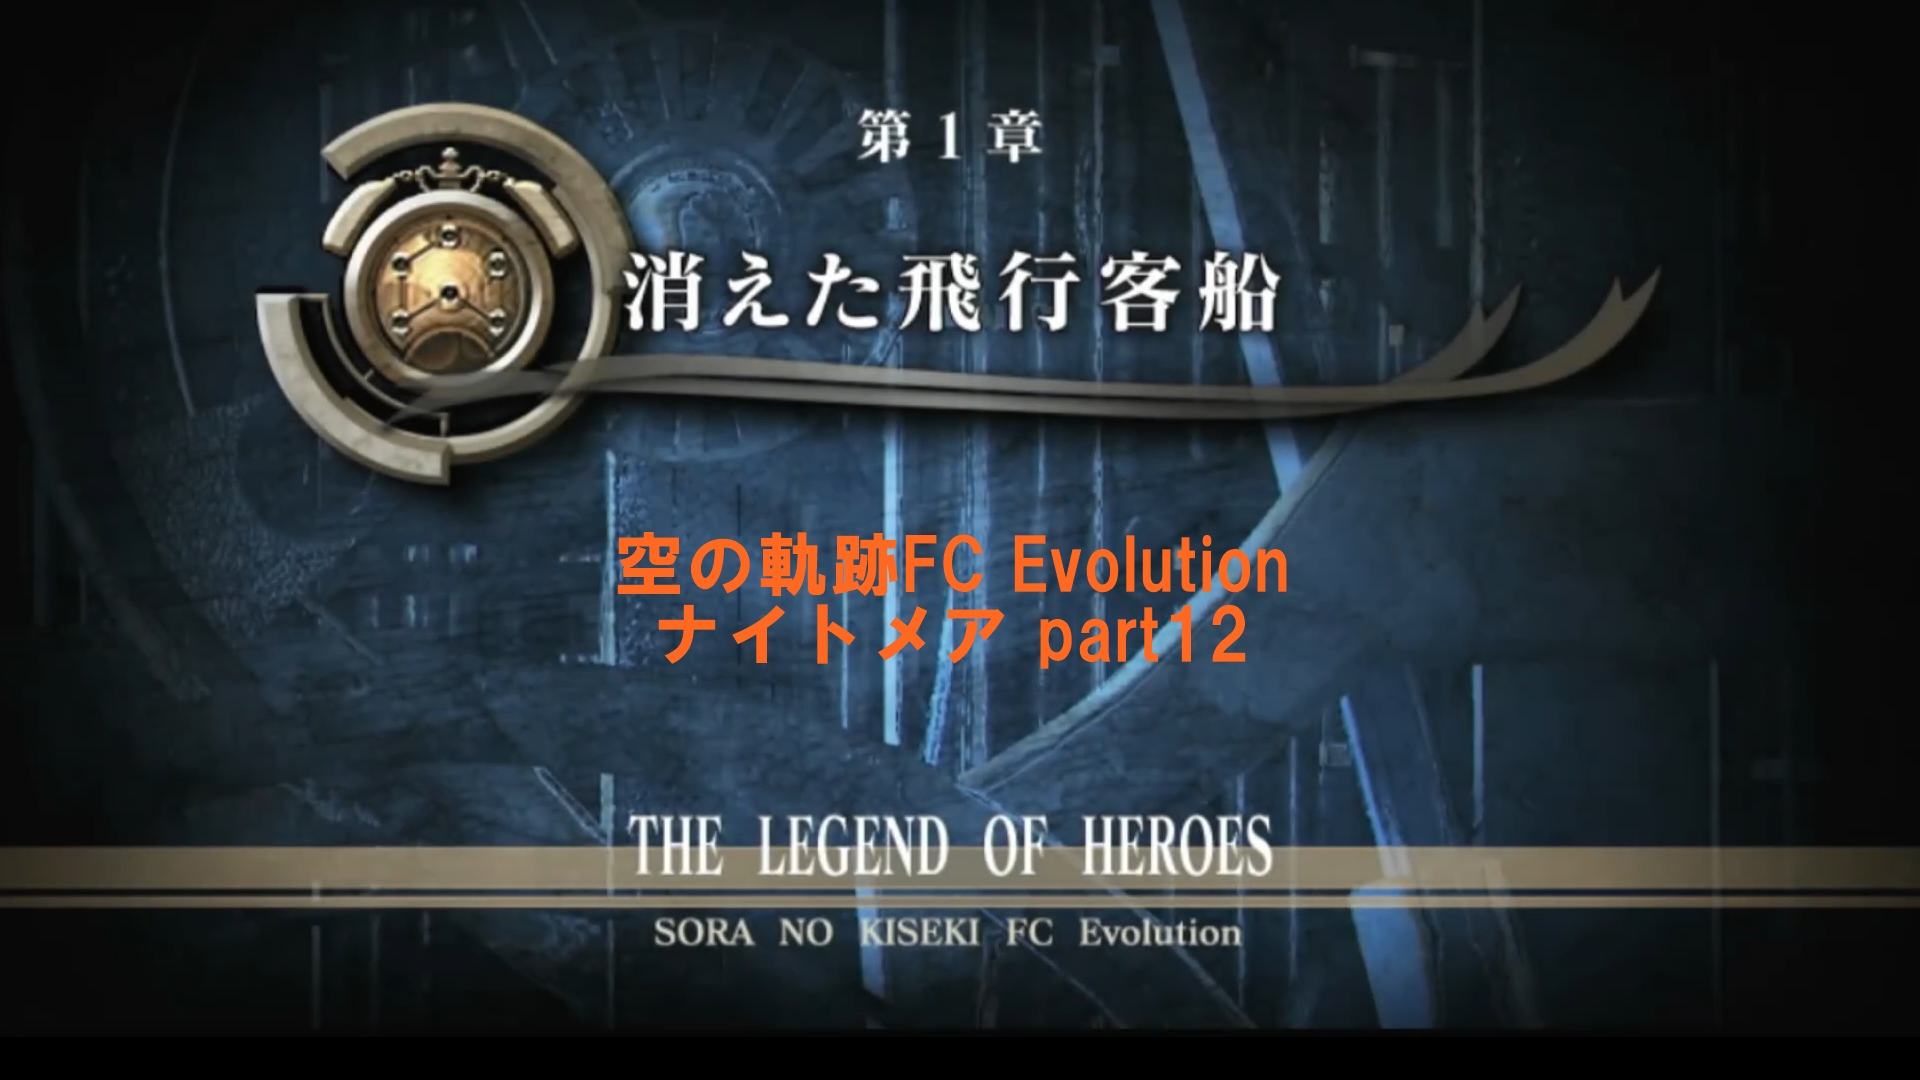 第1章
消えた飛行客船
空の軌跡FC Evolution
ナイトメア part12
THE LEGEND OF HEROES
SORA NO KISEKI FC Evolution